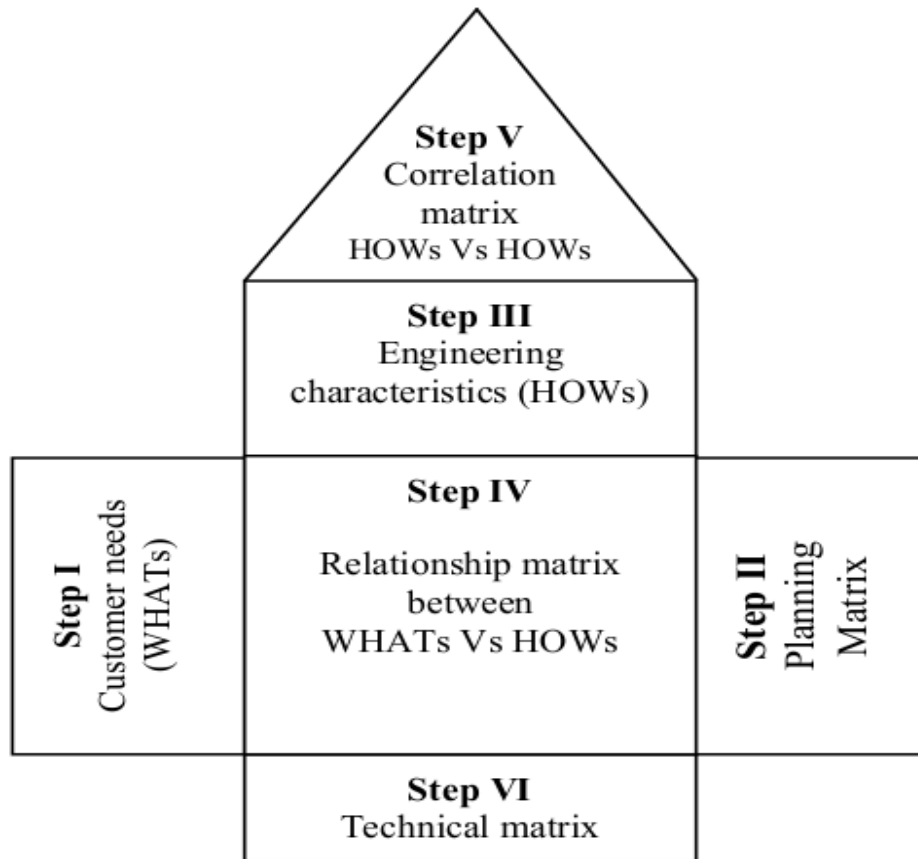 Step V
Correlation
matrix
HOWs Vs HOWs
Step III
Engineering
characteristics (HOWs)
Step I
Customer needs
(WHATs)
Step IV
Relationship matrix
between
WHATs Vs HOWs
Step II
Planning
Matrix
Step VI
Technical matrix